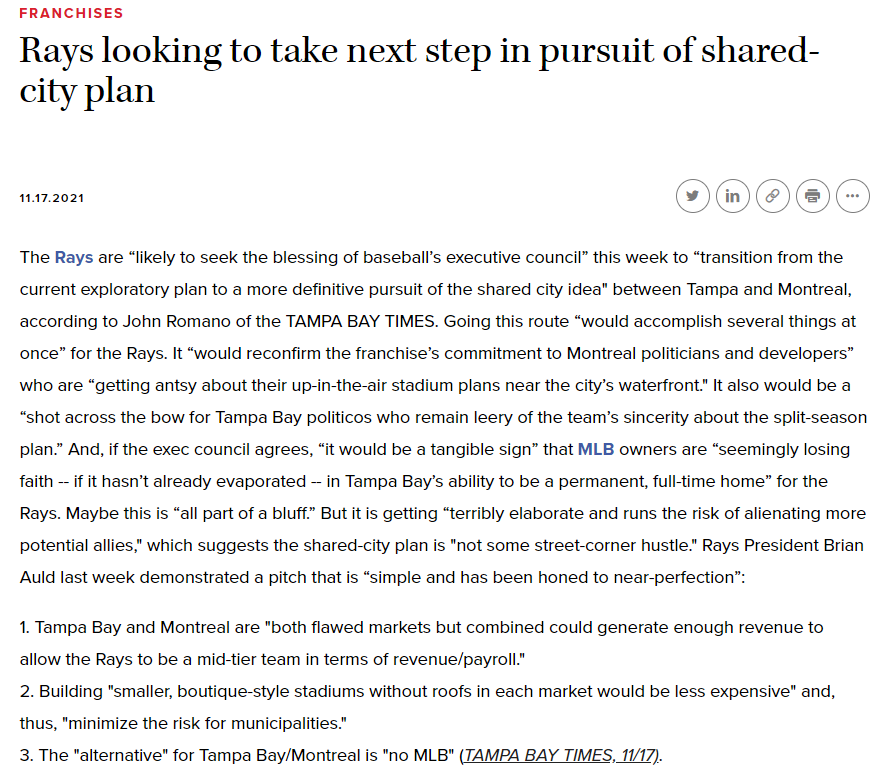 FRANCHISES
Rays looking to take next step in pursuit of shared-
city plan
11.17.2021
in
The Rays are “likely to seek the blessing of baseball’s executive council” this week to “transition from the
current exploratory plan to a more definitive pursuit of the shared city idea" between Tampa and Montreal,
according to John Romano of the TAMPA BAY TIMES. Going this route “would accomplish several things at
once” for the Rays. It “would reconfirm the franchise’s commitment to Montreal politicians and developers”
who are “getting antsy about their up-in-the-air stadium plans near the city’s waterfront." It also would be a
“shot across the bow for Tampa Bay politicos who remain leery of the team’s sincerity about the split-season
plan.” And, if the exec council agrees, “it would be a tangible sign” that MLB owners are “seemingly losing
faith -- if it hasn’t already evaporated -- in Tampa Bay’s ability to be a permanent, full-time home” for the
Rays. Maybe this is “all part of a bluff.” But it is getting “terribly elaborate and runs the risk of alienating more
potential allies," which suggests the shared-city plan is "not some street-corner hustle." Rays President Brian
Auld last week demonstrated a pitch that is “simple and has been honed to near-perfection”:
1. Tampa Bay and Montreal are "both flawed markets but combined could generate enough revenue to
allow the Rays to be a mid-tier team in terms of revenue/payroll."
2. Building "smaller, boutique-style stadiums without roofs in each market would be less expensive" and,
thus, "minimize the risk for municipalities."
3. The "alternative" for Tampa Bay/Montreal is "no MLB" (TAMPA BAY TIMES, 11/17).